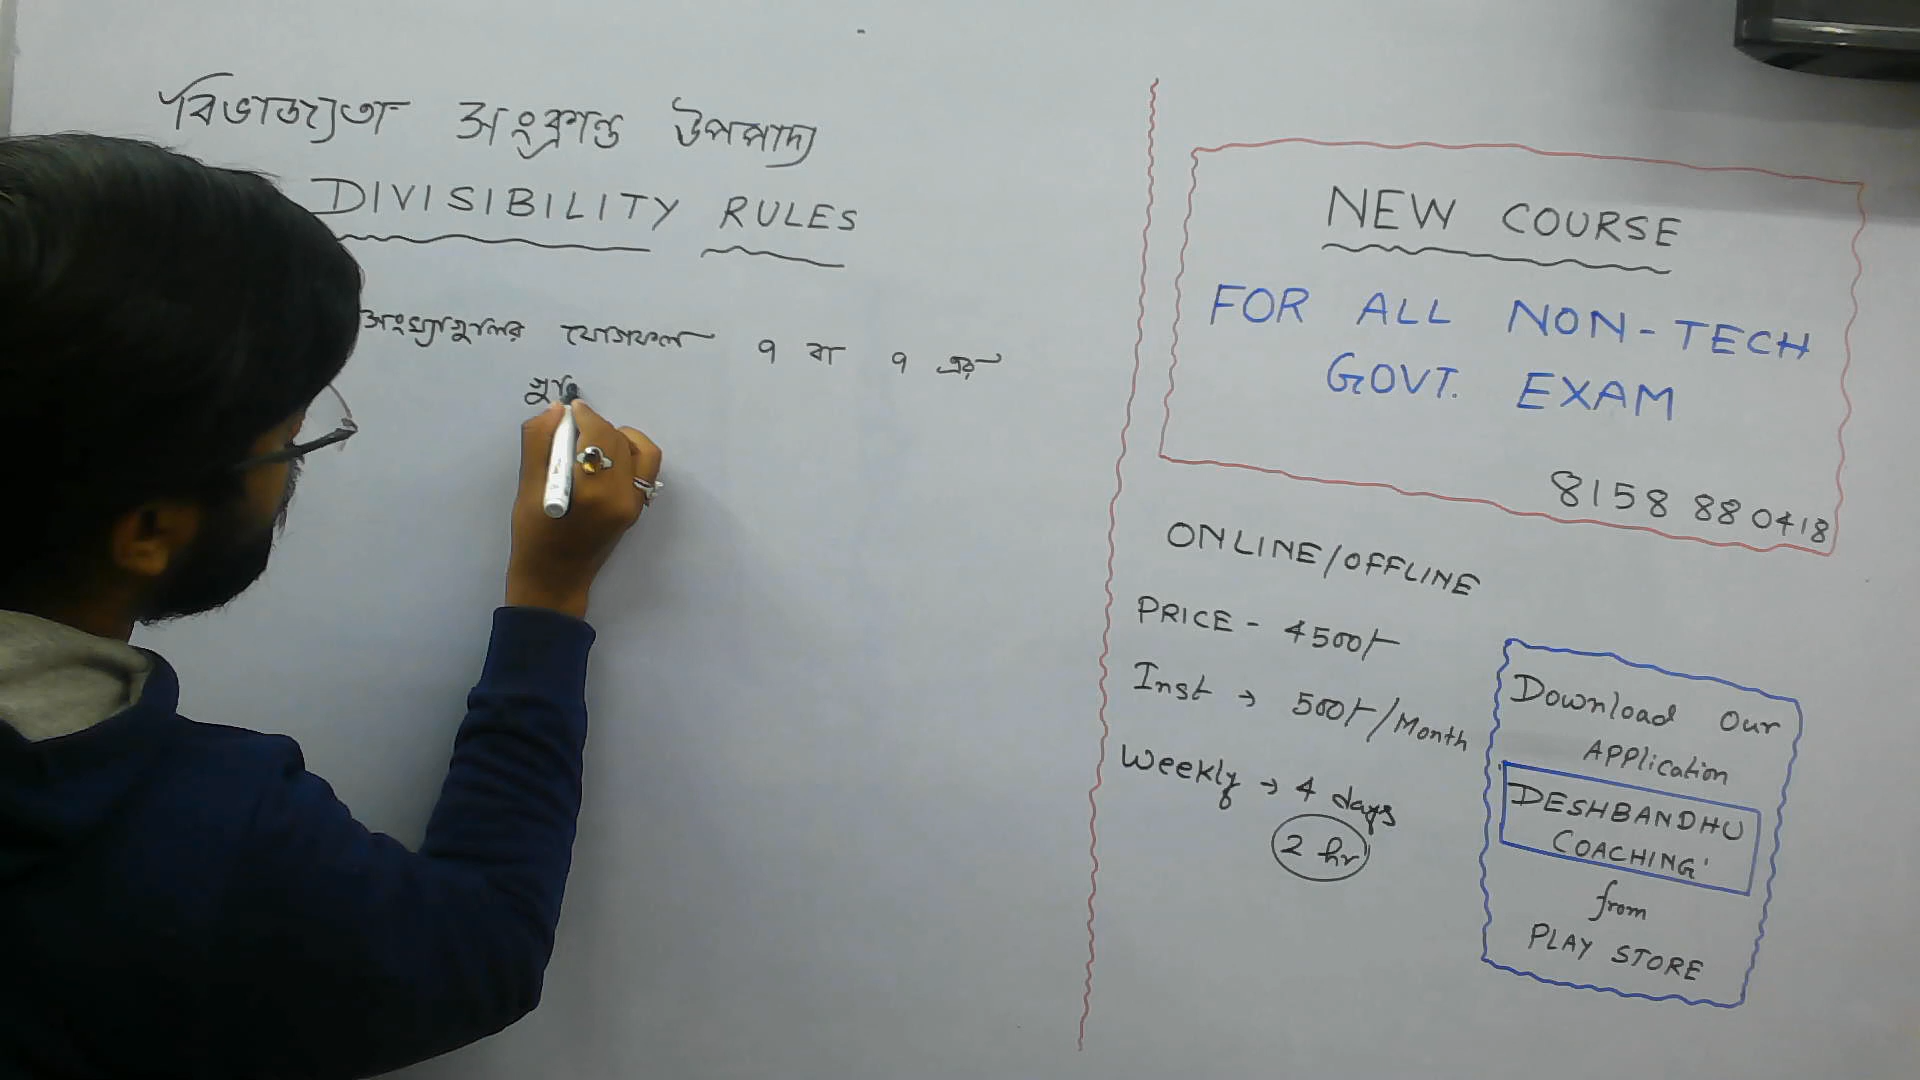 বিভাজ্যতা সংক্রান্ত উপপাদ্য
DIVISIBILITY RULES
সংখ্যাগুলির যোগফল ৭ বা ৭ এর
NEW COURSE
FOR ALL NON-TECH
GOVT. EXAM
8158 880418
ONLINE/OFFLINE
PRICE - 4500/-
Inst → 500/-/Month
Weekly → 4 days
2 hr
Download Our
Application
DESHBANDHU
COACHING
from
PLAY STORE